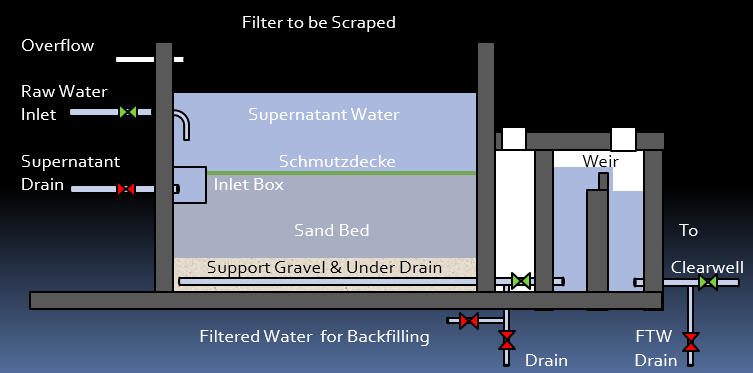 Filter to be Scraped
Overflow
Raw Water
Inlet
Supernatant Water
Supernatant
Drain
Schmutzdecke
Weir
Inlet Box
Sand Bed
To
Clearwell
Support Gravel & Under Drain
Filtered Water for Backfilling
FTW
Drain
Drain